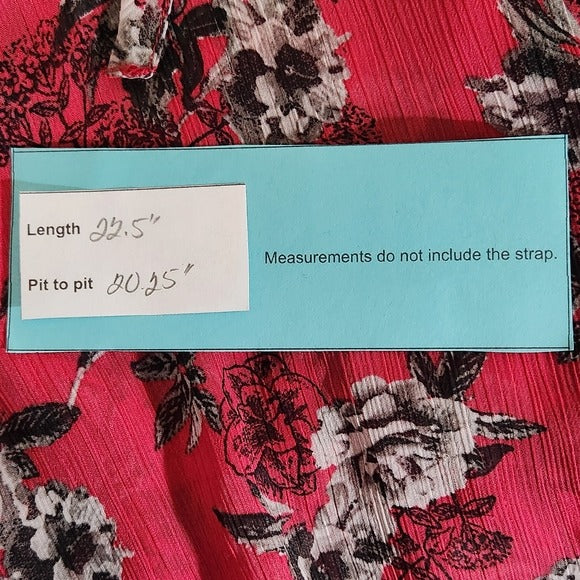 Length 22.5"
Pit to pit 20.25"
Measurements do not include the strap.